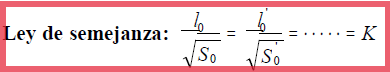 Ley de semejanza: l₀/√S₀ = l₀'/√S₀' = ····· = K